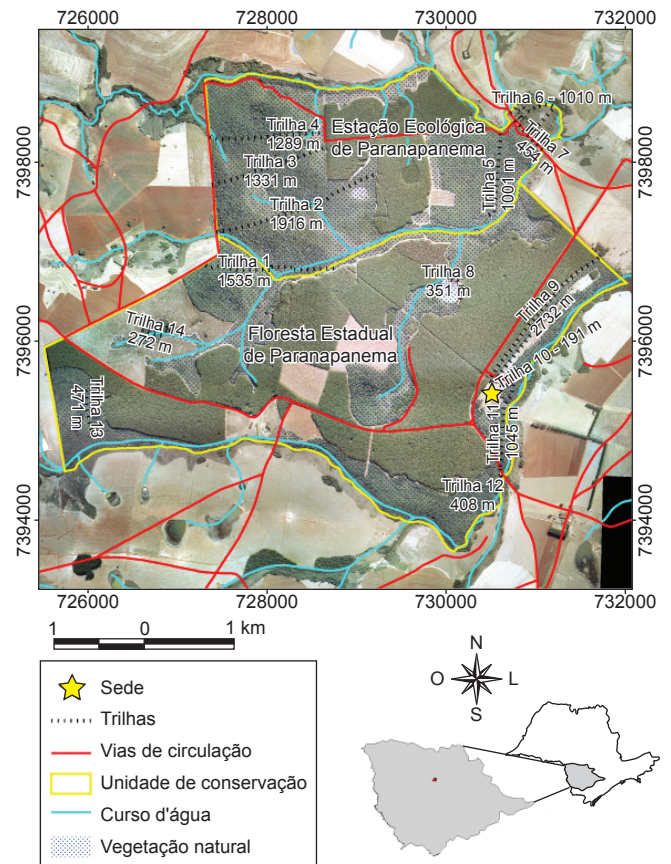 726000 728000 730000 732000
7398000
7396000
7394000
7398000
7396000
7394000
Trilha 6 - 1010 m
Trilha 7
454 m
Trilha 4
1289 m
Estação Ecológica
de Paranapanema
Trilha 3
1331 m
Trilha 5
1001 m
Trilha 2
1916 m
Trilha 1
1535 m
Trilha 8
351 m
Trilha 9
2732 m
Trilha 14
272 m
Floresta Estadual
de Paranapanema
Trilha 10 - 191 m
Trilha 13
471 m
Trilha 11
1045 m
Trilha 12
408 m
726000 728000 730000 732000
1 0 1 km
Sede
Trilhas
Vias de circulação
Unidade de conservação
Curso d'água
Vegetação natural
N
O L
S